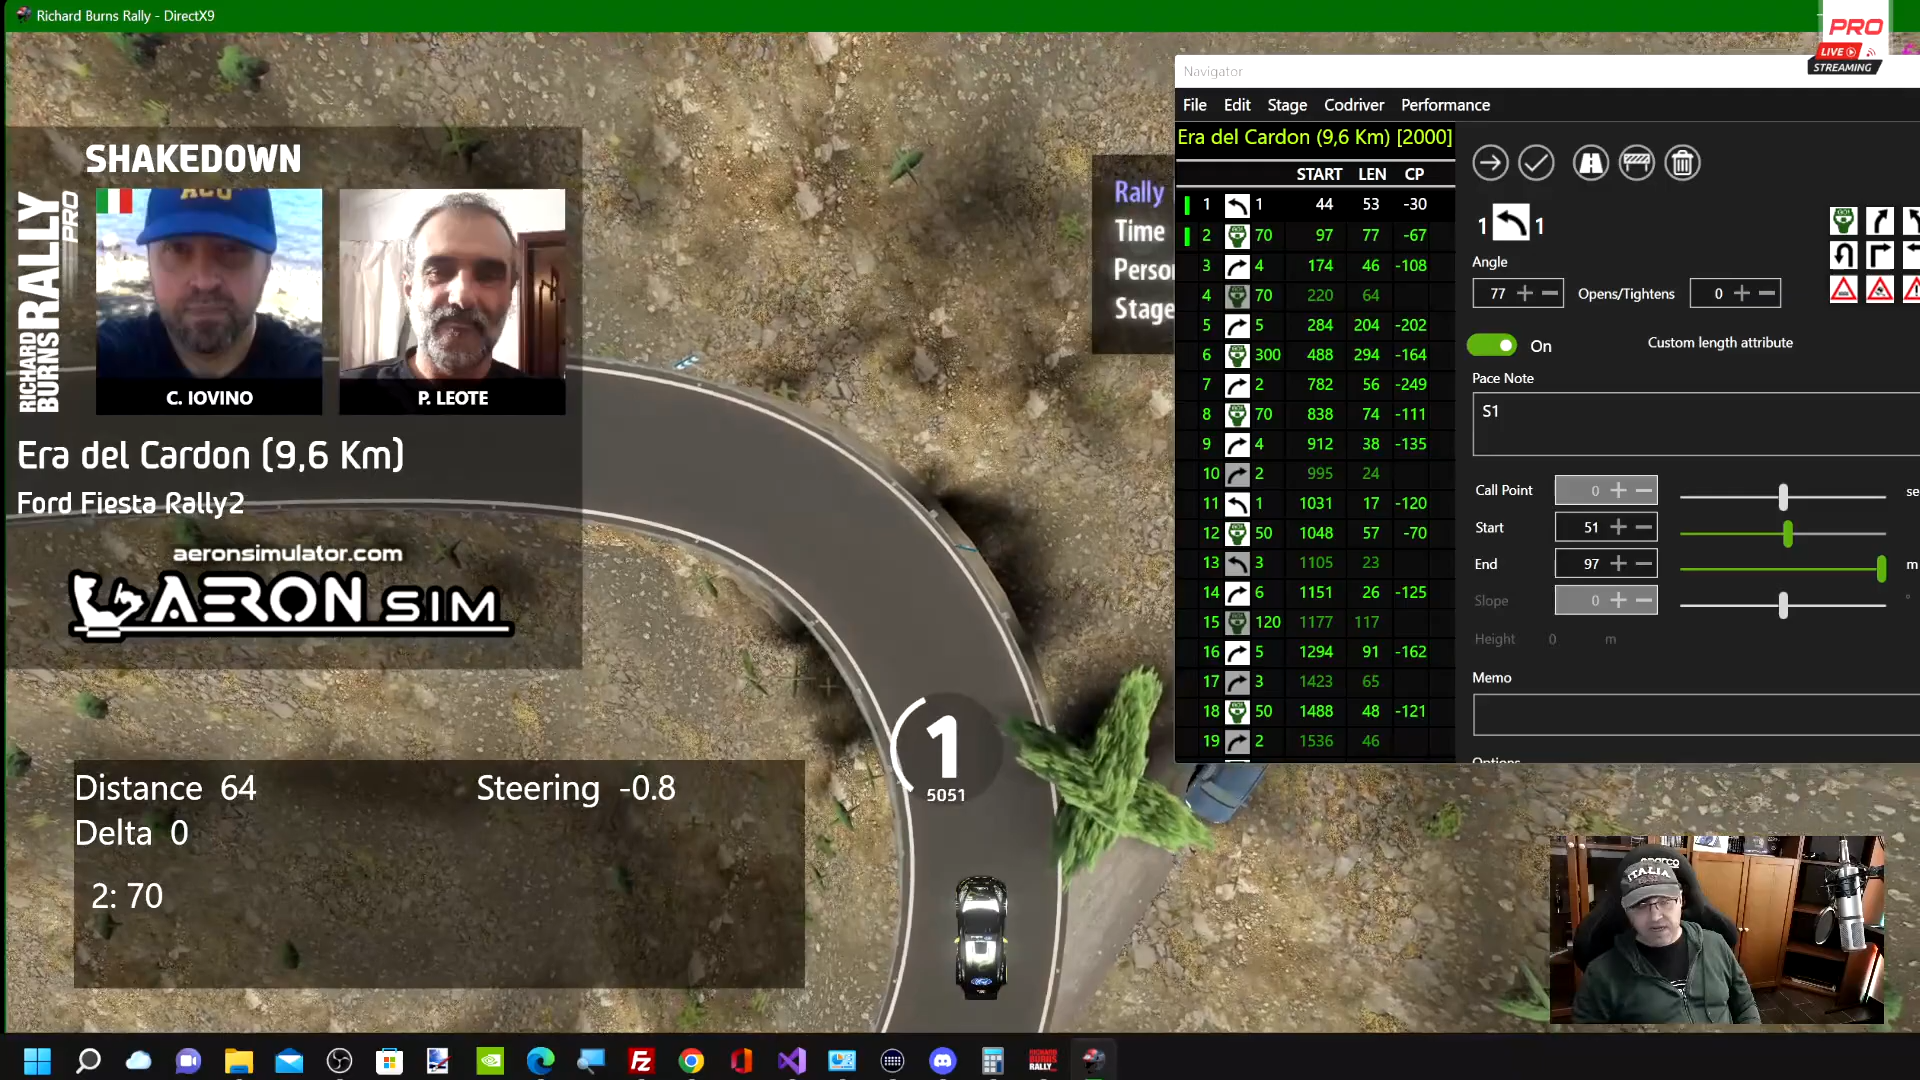 Richard Burns Rally - DirectX9
PRO
LIVE
STREAMING
SHAKEDOWN
RICHARD BURNS RALLY PRO
C. IOVINO
P. LEOTE
Era del Cardon (9,6 Km)
Ford Fiesta Rally2
aeronsimulator.com
AERON SIM
Rally
Time
Stage
Navigator
File Edit Stage Codriver Performance
Era del Cardon (9,6 Km) [2000]
START LEN CP
1 1 44 53 -30
2 70 97 77 -67
3 4 174 46 -108
4 70 220 64
5 5 284 204 -202
6 300 488 294 -164
7 2 782 56 -249
8 70 838 74 -111
9 4 912 38 -135
10 2 995 24
11 1 1031 17 -120
12 50 1048 57 -70
13 3 1105 23
14 6 1151 26 -125
15 120 1177 117
16 5 1294 91 -162
17 3 1423 65
18 50 1488 48 -121
19 2 1536 46
1 1
Angle
77 + − Opens/Tightens 0 + −
On Custom length attribute
Pace Note
S1
Call Point 0 + −
Start 51 + −
End 97 + − m
Slope 0 + − °
Height 0 m
Memo
1
5051
Distance 64 Steering -0.8
Delta 0
2: 70
sparco
ITALIA
RICHARD BURNS RALLY